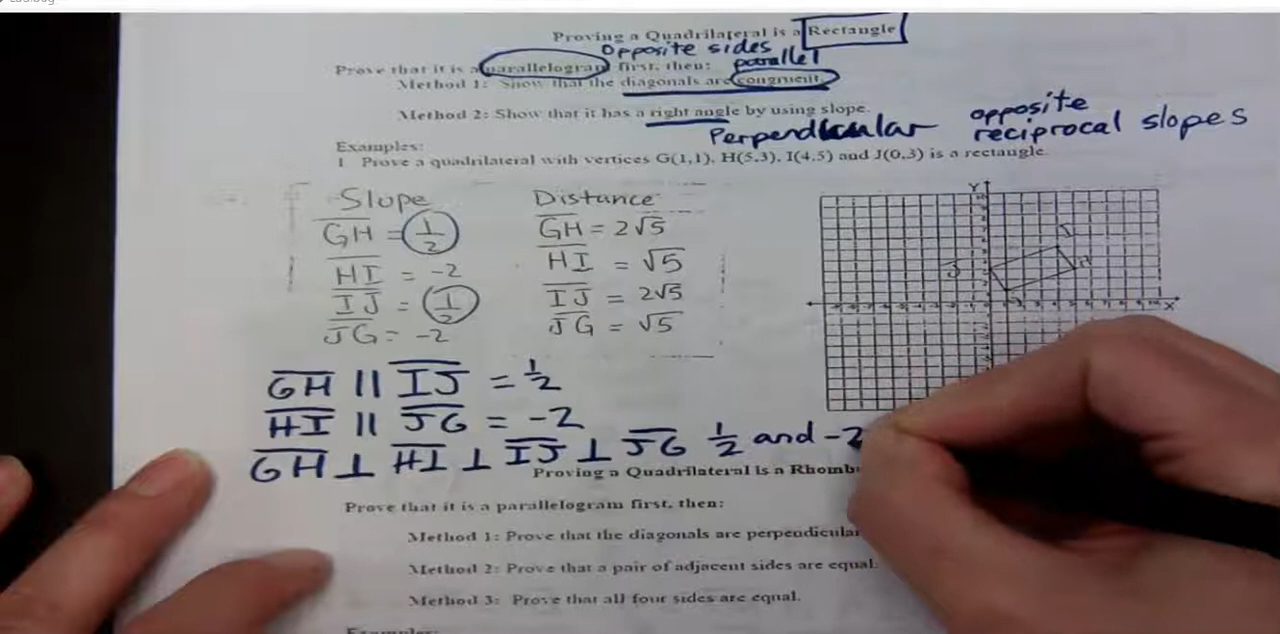 Proving a Quadrilateral is a Rectangle
Opposite sides
parallel
Prove that it is a parallelogram first, then:
Method 1: Show that the diagonals are congruent.
Method 2: Show that it has a right angle by using slope.
Perpendicular
opposite
reciprocal slopes
Examples:
1 Prove a quadrilateral with vertices G(1,1), H(5,3), I(4,5) and J(0,3) is a rectangle.
Slope
GH = 1/2
HI = -2
IJ = 1/2
JG = -2
Distance
GH = 2√5
HI = √5
IJ = 2√5
JG = √5
Y
J
X
GH || IJ = 1/2
HI || JG = -2
GH ⊥ HI ⊥ IJ ⊥ JG 1/2 and -2
Proving a Quadrilateral is a Rhomb
Prove that it is a parallelogram first, then:
Method 1: Prove that the diagonals are perpendicular
Method 2: Prove that a pair of adjacent sides are equal.
Method 3: Prove that all four sides are equal.
Examples: